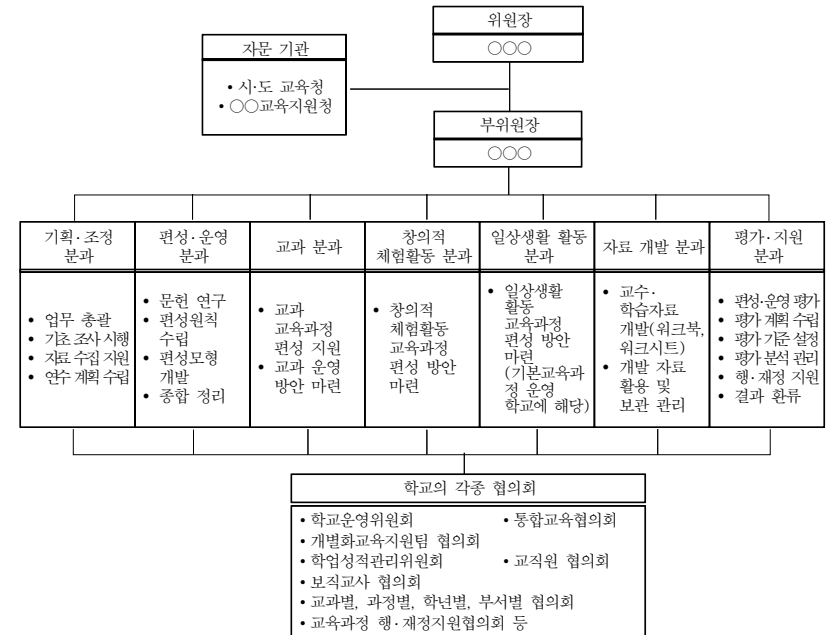 위원장
○○○
자문 기관
• 시·도 교육청
• ○○교육지원청
부위원장
○○○
기획·조정
분과
• 업무 총괄
• 기초 조사 시행
• 자료 수집 지원
• 연수 계획 수립
편성·운영
분과
• 문헌 연구
• 편성원칙
수립
• 편성모형
개발
• 종합 정리
교과 분과
• 교과
교육과정
편성 지원
• 교과 운영
방안 마련
창의적
체험활동 분과
• 창의적
체험활동
교육과정
편성 방안
마련
일상생활 활동
분과
• 일상생활
활동
교육과정
편성 방안
마련
(기본교육과
정 운영
학교에 해당)
자료 개발 분과
• 교수·
학습자료
개발(워크북,
워크시트)
• 개발 자료
활용 및
보관 관리
평가·지원
분과
• 편성·운영 평가
• 평가 계획 수립
• 평가 기준 설정
• 평가 분석 관리
• 행·재정 지원
• 결과 환류
학교의 각종 협의회
• 학교운영위원회 • 통합교육협의회
• 개별화교육지원팀 협의회
• 학업성적관리위원회 • 교직원 협의회
• 보직교사 협의회
• 교과별, 과정별, 학년별, 부서별 협의회
• 교육과정 행·재정지원협의회 등